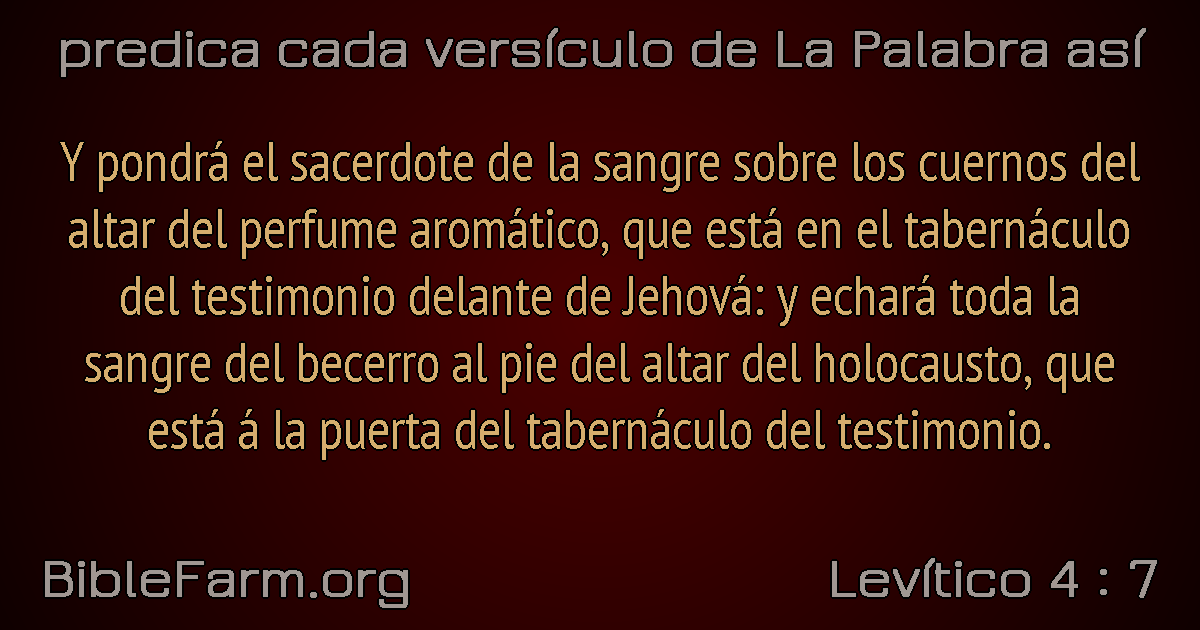 predica cada versículo de La Palabra así
Y pondrá el sacerdote de la sangre sobre los cuernos del
altar del perfume aromático, que está en el tabernáculo
del testimonio delante de Jehová: y echará toda la
sangre del becerro al pie del altar del holocausto, que
está á la puerta del tabernáculo del testimonio.
BibleFarm.org
Levítico 4 : 7